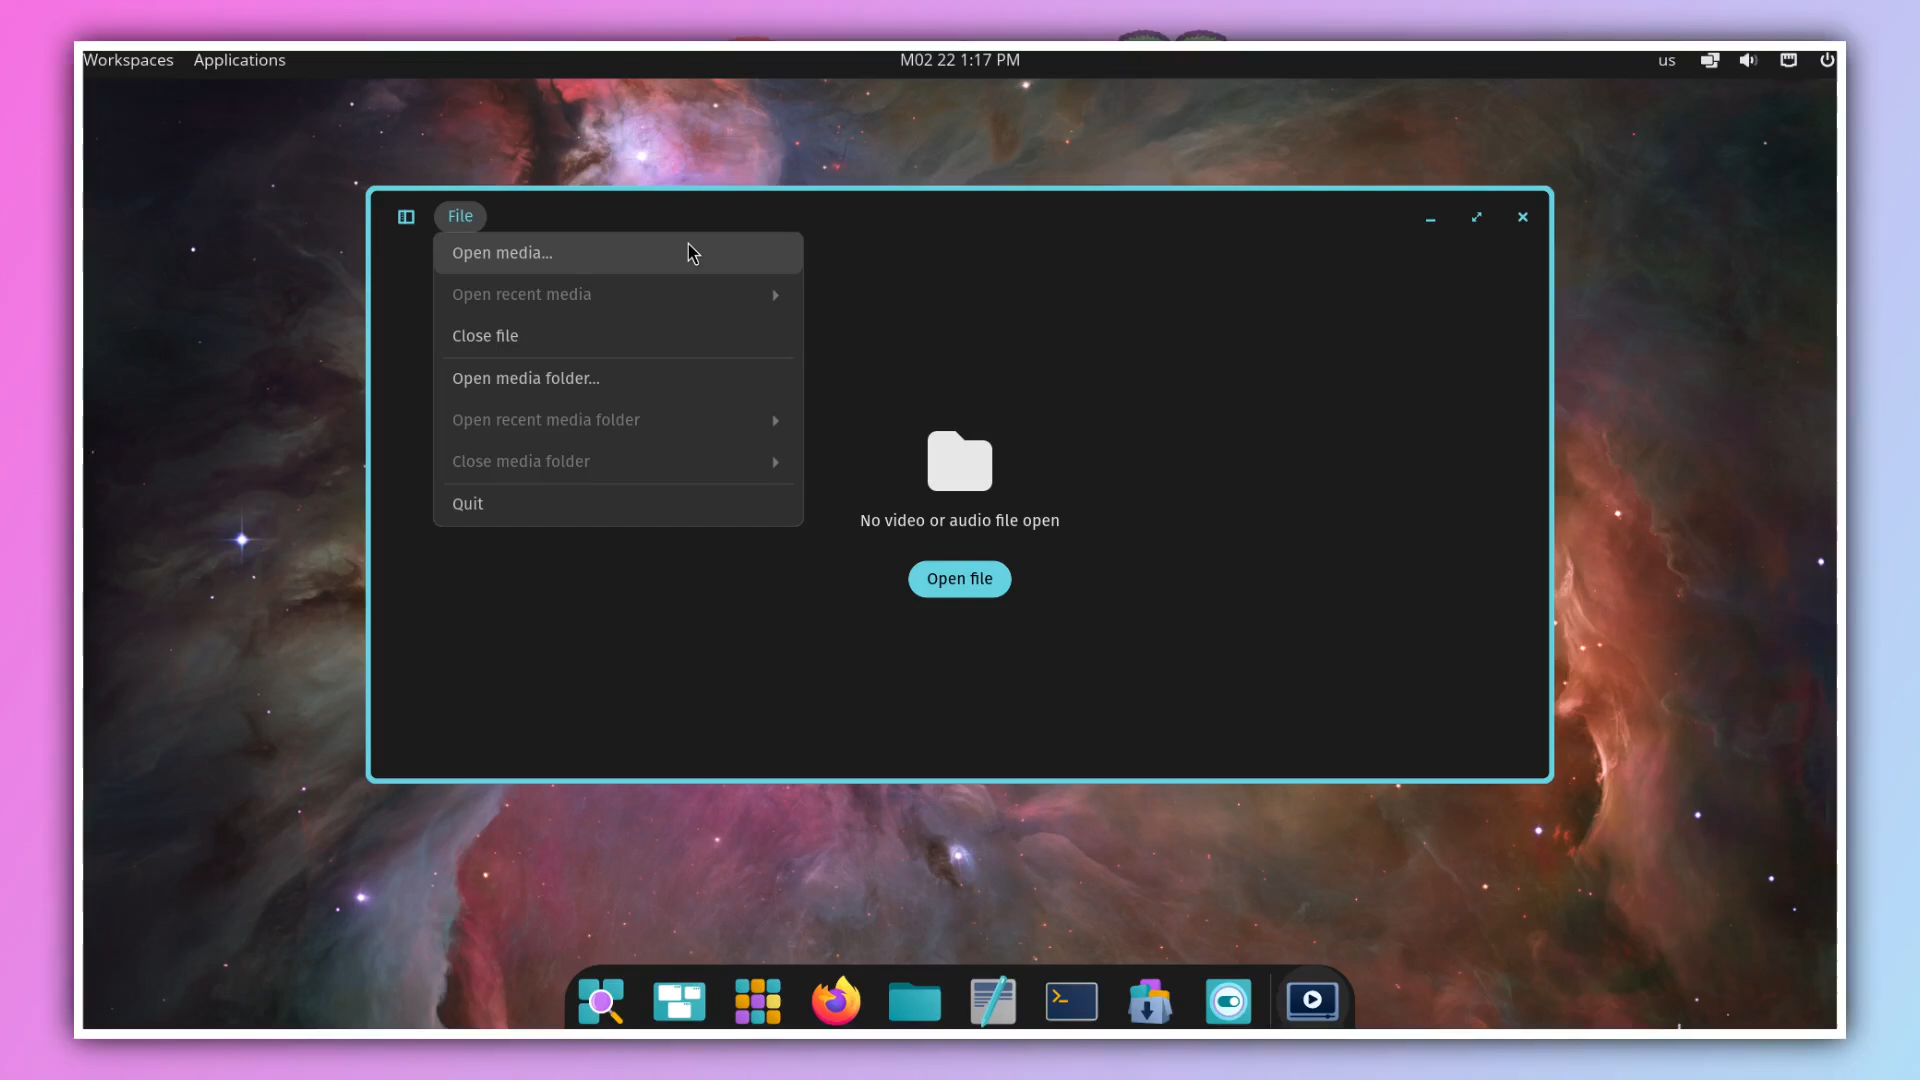 Workspaces Applications M02 22 1:17 PM us
File
Open media...
Open recent media
Close file
Open media folder...
Open recent media folder
Close media folder
Quit
No video or audio file open
Open file